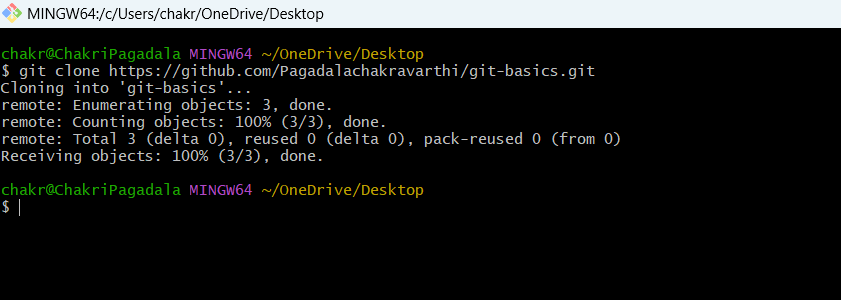 MINGW64:/c/Users/chakr/OneDrive/Desktop
chakr@ChakriPagadala MINGW64 ~/OneDrive/Desktop
$ git clone https://github.com/Pagadalachakravarthi/git-basics.git
Cloning into 'git-basics'...
remote: Enumerating objects: 3, done.
remote: Counting objects: 100% (3/3), done.
remote: Total 3 (delta 0), reused 0 (delta 0), pack-reused 0 (from 0)
Receiving objects: 100% (3/3), done.
chakr@ChakriPagadala MINGW64 ~/OneDrive/Desktop
$